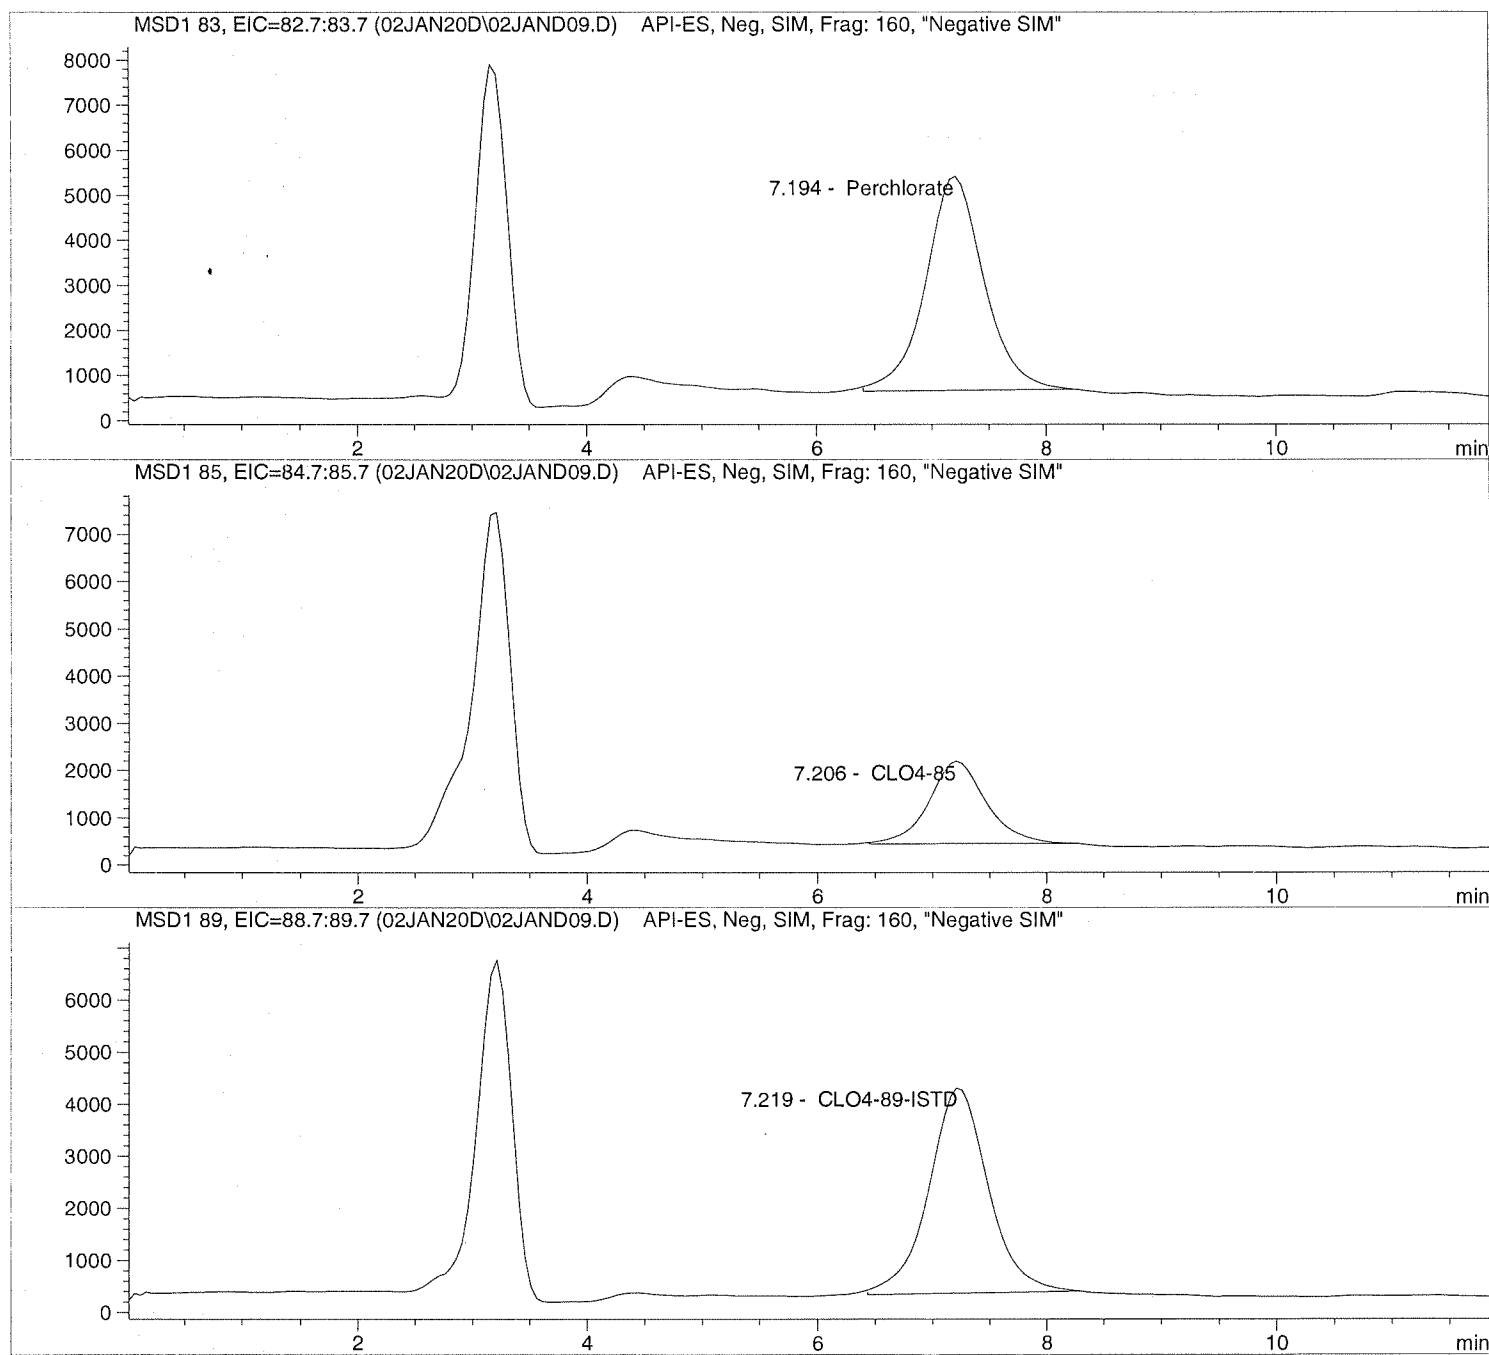 MSD1 83, EIC=82.7:83.7 (02JAN20D\02JAND09.D) API-ES, Neg, SIM, Frag: 160, "Negative SIM"
8000
7000
6000
5000
4000
3000
2000
1000
0
7.194 - Perchlorate
2 4 6 8 10 min
MSD1 85, EIC=84.7:85.7 (02JAN20D\02JAND09.D) API-ES, Neg, SIM, Frag: 160, "Negative SIM"
7000
6000
5000
4000
3000
2000
1000
0
7.206 - CLO4-85
2 4 6 8 10 min
MSD1 89, EIC=88.7:89.7 (02JAN20D\02JAND09.D) API-ES, Neg, SIM, Frag: 160, "Negative SIM"
6000
5000
4000
3000
2000
1000
0
7.219 - CLO4-89-ISTD
2 4 6 8 10 min